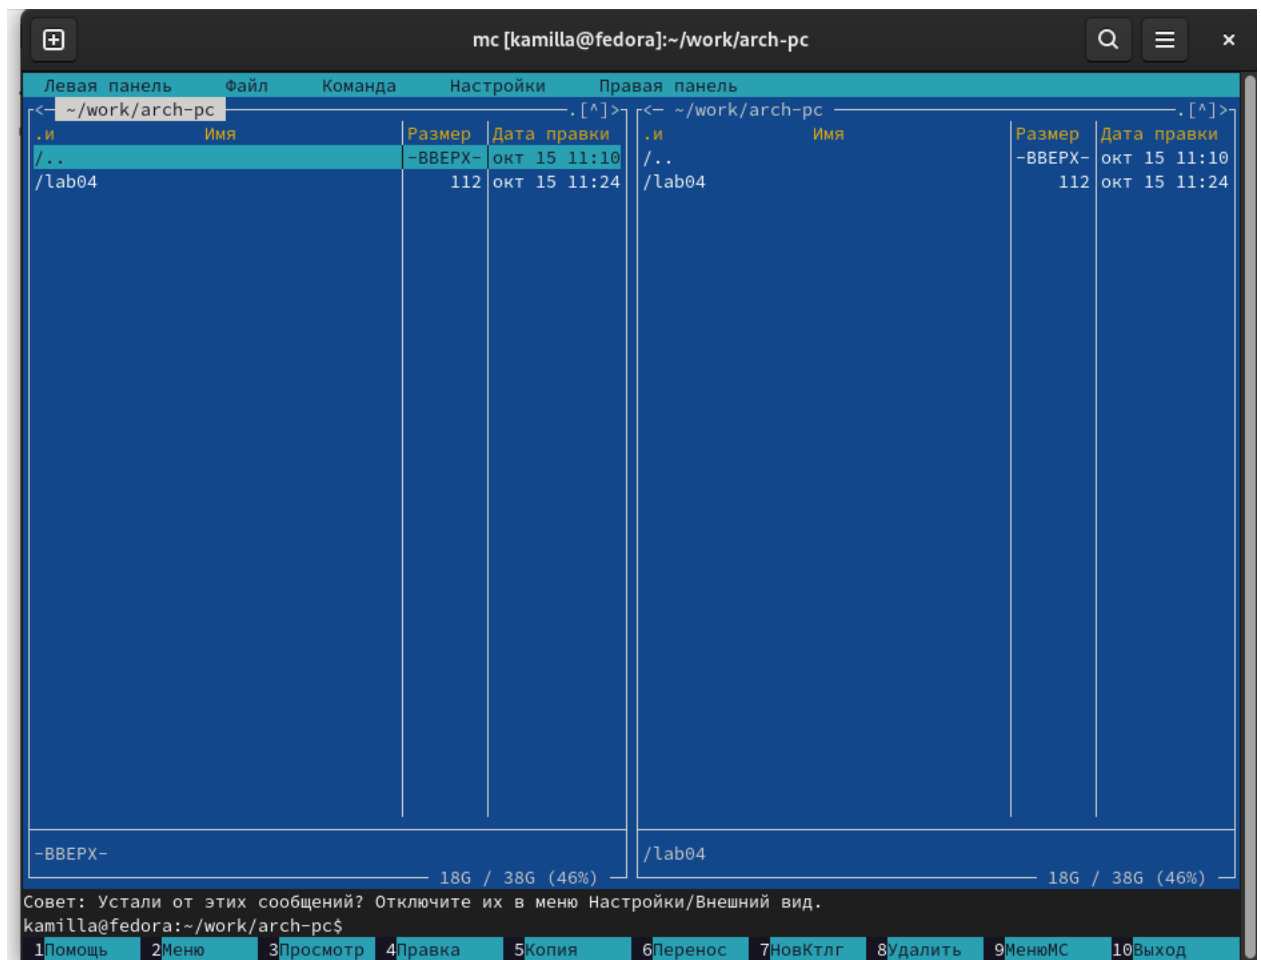 mc [kamilla@fedora]:~/work/arch-pc
Левая панель Файл Команда Настройки Правая панель
<─ ~/work/arch-pc ─.[^]>
<─ ~/work/arch-pc ─.[^]>
.и Имя Размер Дата правки
.и Имя Размер Дата правки
/.. -ВВЕРХ- окт 15 11:10
/.. -ВВЕРХ- окт 15 11:10
/lab04 112 окт 15 11:24
/lab04 112 окт 15 11:24
-ВВЕРХ-
/lab04
18G / 38G (46%)
18G / 38G (46%)
Совет: Устали от этих сообщений? Отключите их в меню Настройки/Внешний вид.
kamilla@fedora:~/work/arch-pc$
1Помощь 2Меню 3Просмотр 4Правка 5Копия 6Перенос 7НовКтлг 8Удалить 9МенюMC 10Выход